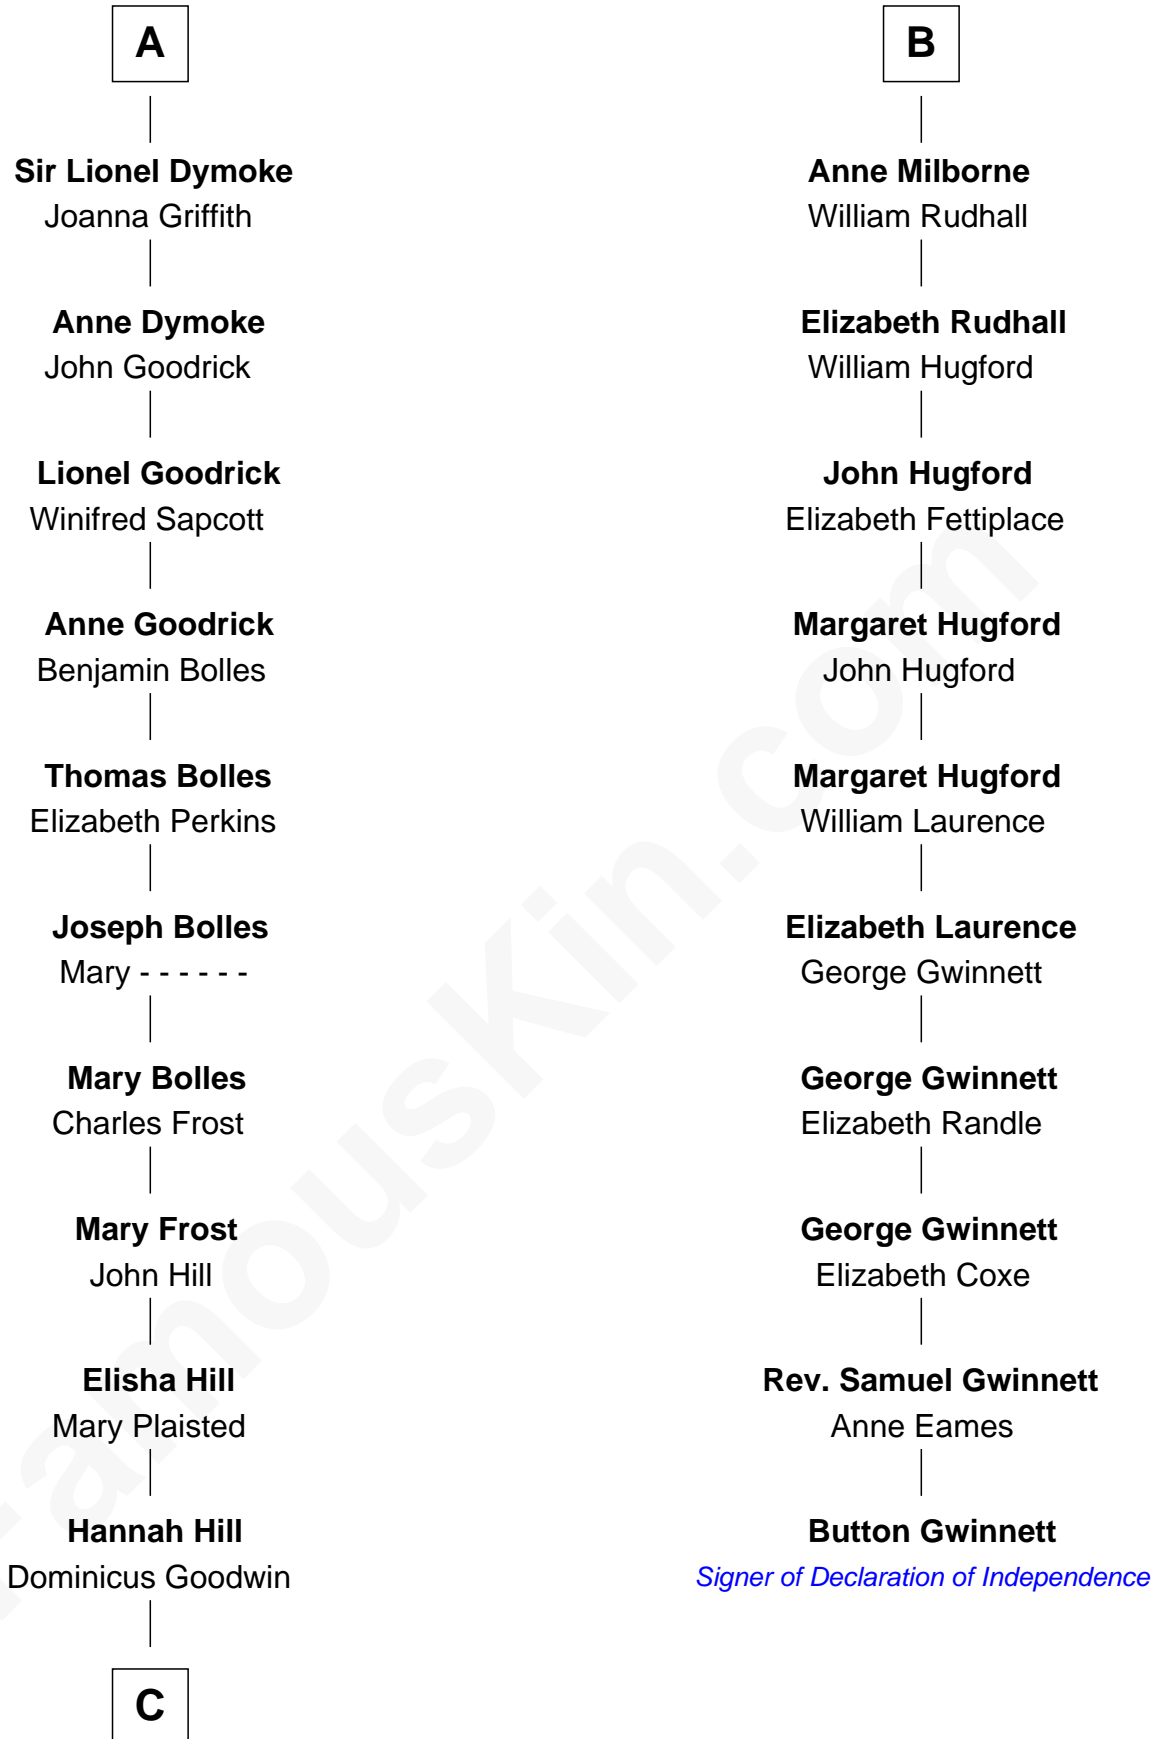 A
Sir Lionel Dymoke
Joanna Griffith
Anne Dymoke
John Goodrick
Lionel Goodrick
Winifred Sapcott
Anne Goodrick
Benjamin Bolles
Thomas Bolles
Elizabeth Perkins
Joseph Bolles
Mary - - - - - -
Mary Bolles
Charles Frost
Mary Frost
John Hill
Elisha Hill
Mary Plaisted
Hannah Hill
Dominicus Goodwin
C
B
Anne Milborne
William Rudhall
Elizabeth Rudhall
William Hugford
John Hugford
Elizabeth Fettiplace
Margaret Hugford
John Hugford
Margaret Hugford
William Laurence
Elizabeth Laurence
George Gwinnett
George Gwinnett
Elizabeth Randle
George Gwinnett
Elizabeth Coxe
Rev. Samuel Gwinnett
Anne Eames
Button Gwinnett
Signer of Declaration of Independence
FamousKin.com